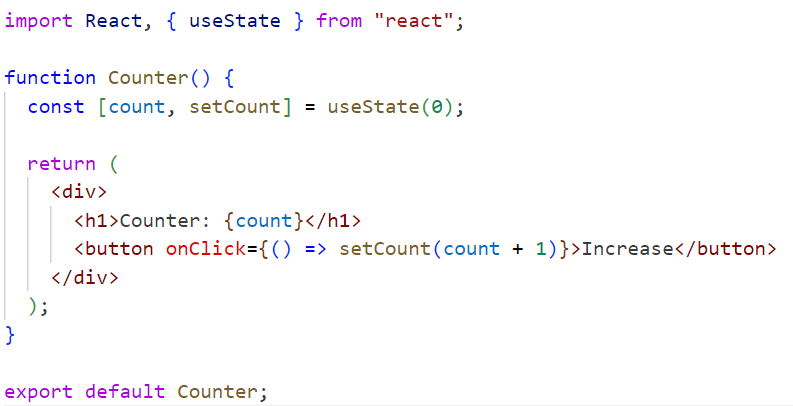 import React, { useState } from "react";
function Counter() {
const [count, setCount] = useState(0);
return (
<div>
<h1>Counter: {count}</h1>
<button onClick={() => setCount(count + 1)}>Increase</button>
</div>
);
}
export default Counter;